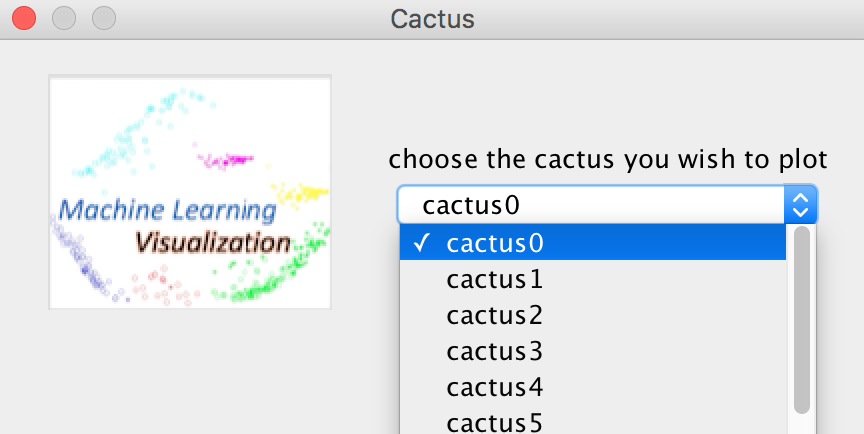 Cactus
Machine Learning
Visualization
choose the cactus you wish to plot
cactus0
✓ cactus0
cactus1
cactus2
cactus3
cactus4
cactus5